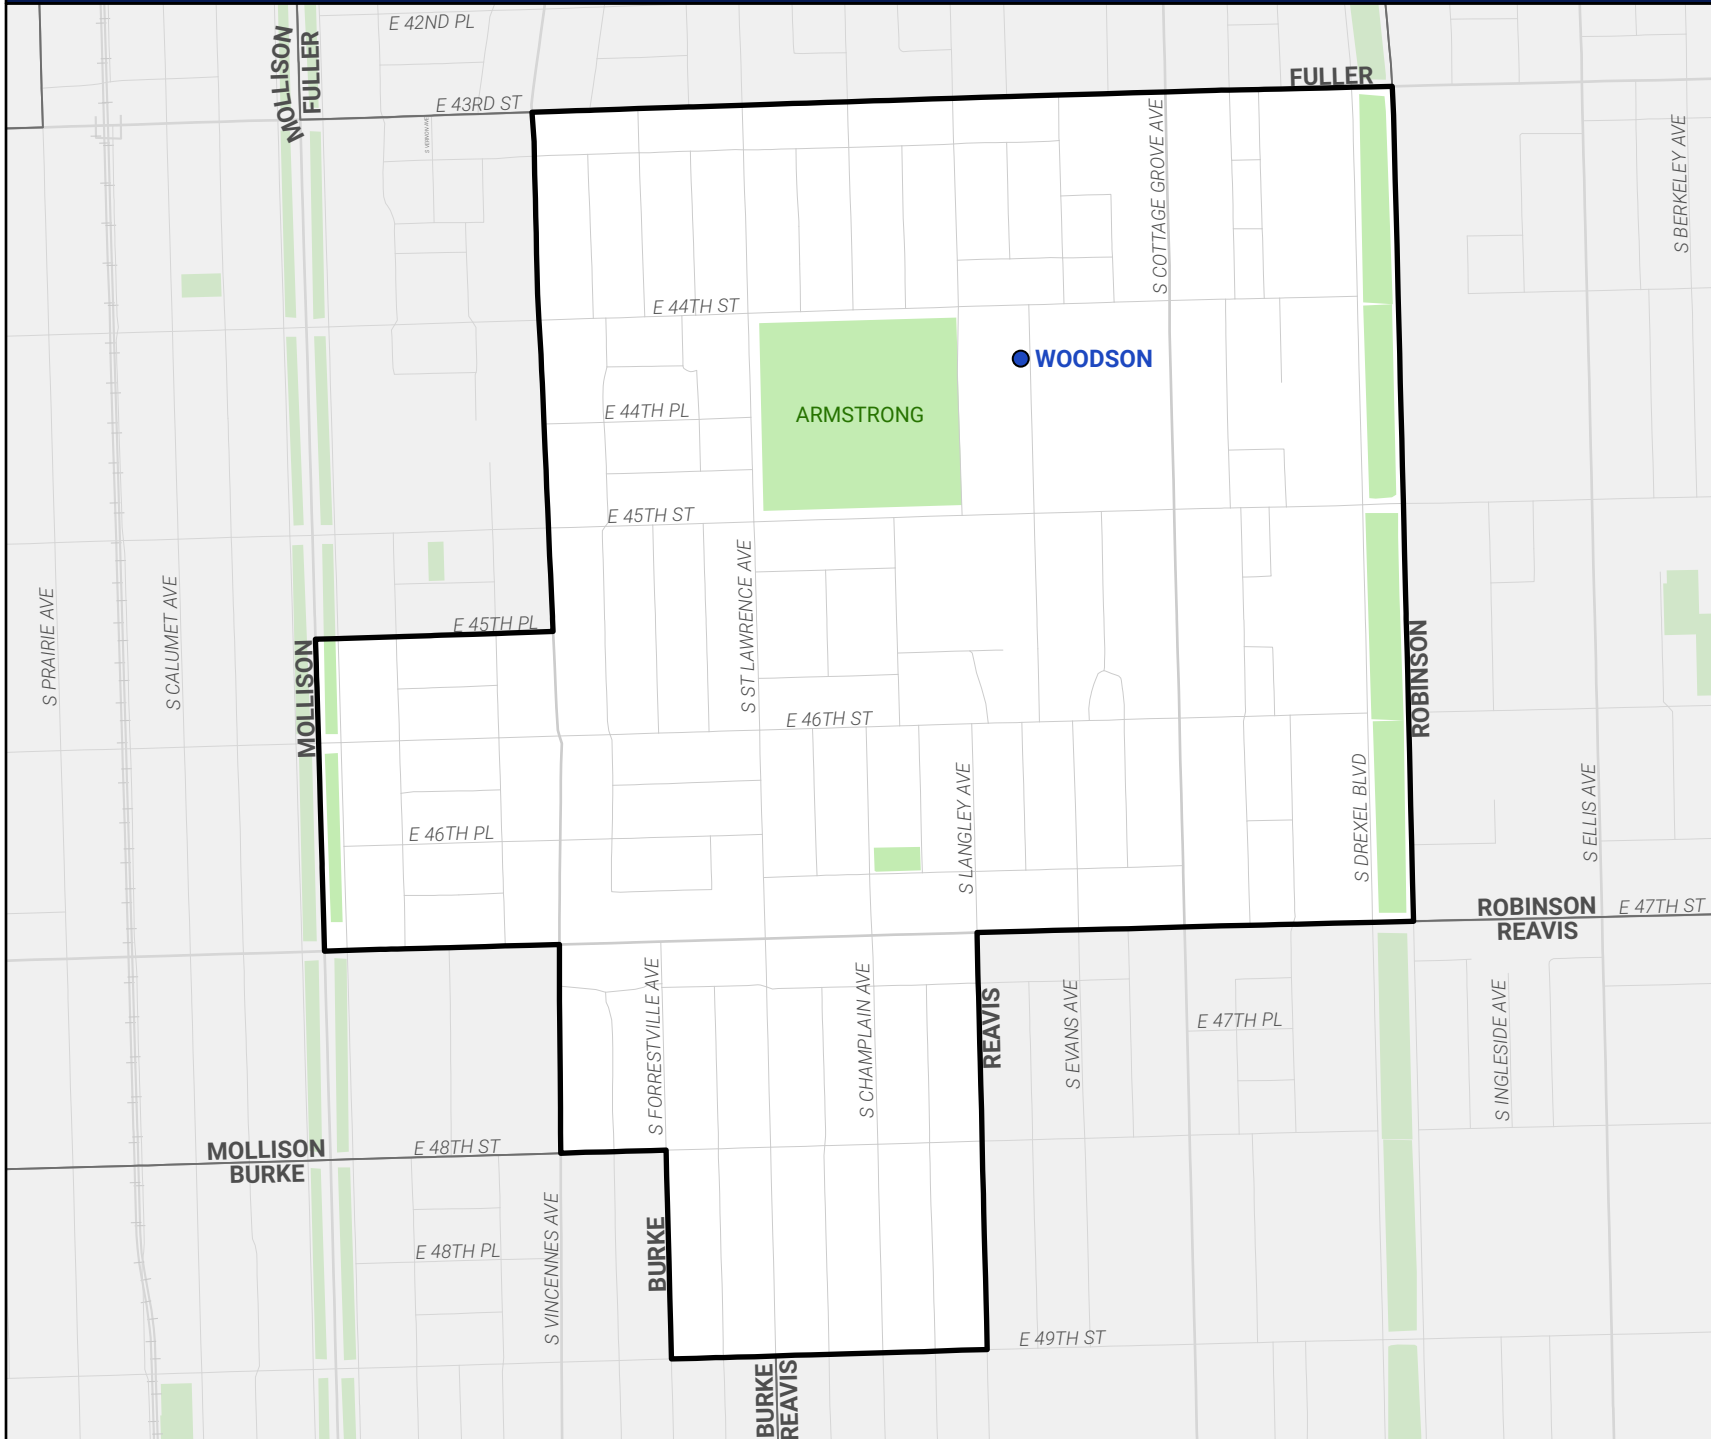 E 42ND PL
MOLLISON
FULLER
FULLER
E 43RD ST
S VERNON AVE
S COTTAGE GROVE AVE
S BERKELEY AVE
E 44TH ST
WOODSON
ARMSTRONG
E 44TH PL
E 45TH ST
S ST LAWRENCE AVE
S PRAIRIE AVE
S CALUMET AVE
E 45TH PL
MOLLISON
ROBINSON
E 46TH ST
S LANGLEY AVE
S DREXEL BLVD
S ELLIS AVE
E 46TH PL
ROBINSON
REAVIS
E 47TH ST
S FORRESTVILLE AVE
S CHAMPLAIN AVE
REAVIS
S EVANS AVE
E 47TH PL
S INGLESIDE AVE
MOLLISON
BURKE
E 48TH ST
S VINCENNES AVE
BURKE
E 48TH PL
E 49TH ST
BURKE
REAVIS